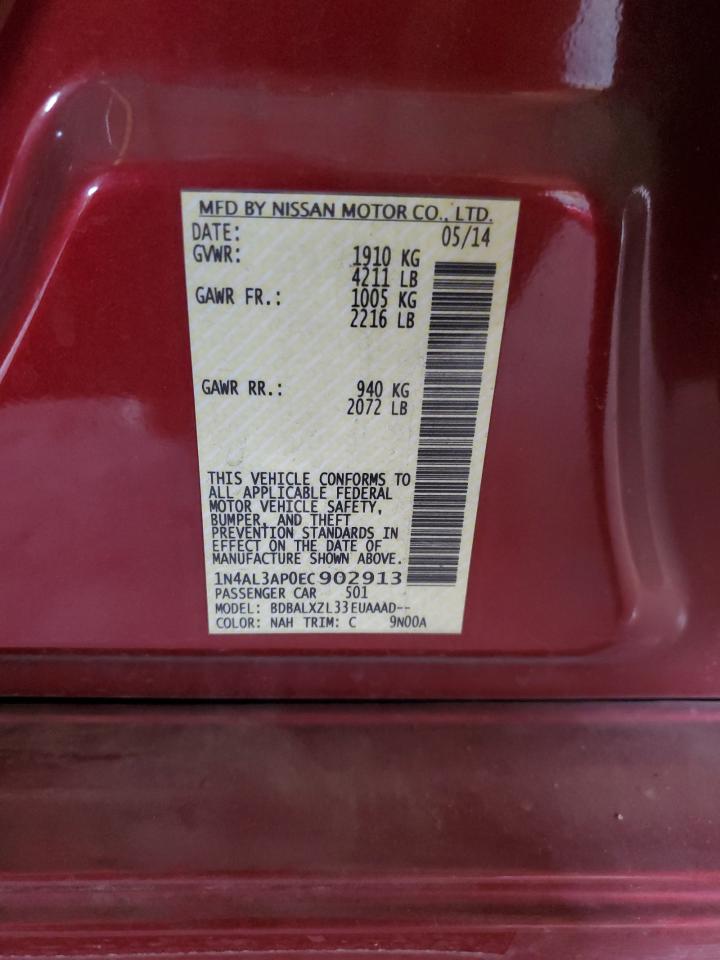 MFD BY NISSAN MOTOR CO., LTD.
DATE: 05/14
GVWR: 1910 KG
4211 LB
GAWR FR.: 1005 KG
2216 LB
GAWR RR.: 940 KG
2072 LB
THIS VEHICLE CONFORMS TO
ALL APPLICABLE FEDERAL
MOTOR VEHICLE SAFETY,
BUMPER, AND THEFT
PREVENTION STANDARDS IN
EFFECT ON THE DATE OF
MANUFACTURE SHOWN ABOVE.
1N4AL3AP0EC902913
PASSENGER CAR 501
MODEL: BDBALXZL33EUAAAD--
COLOR: NAH TRIM: C 9N00A